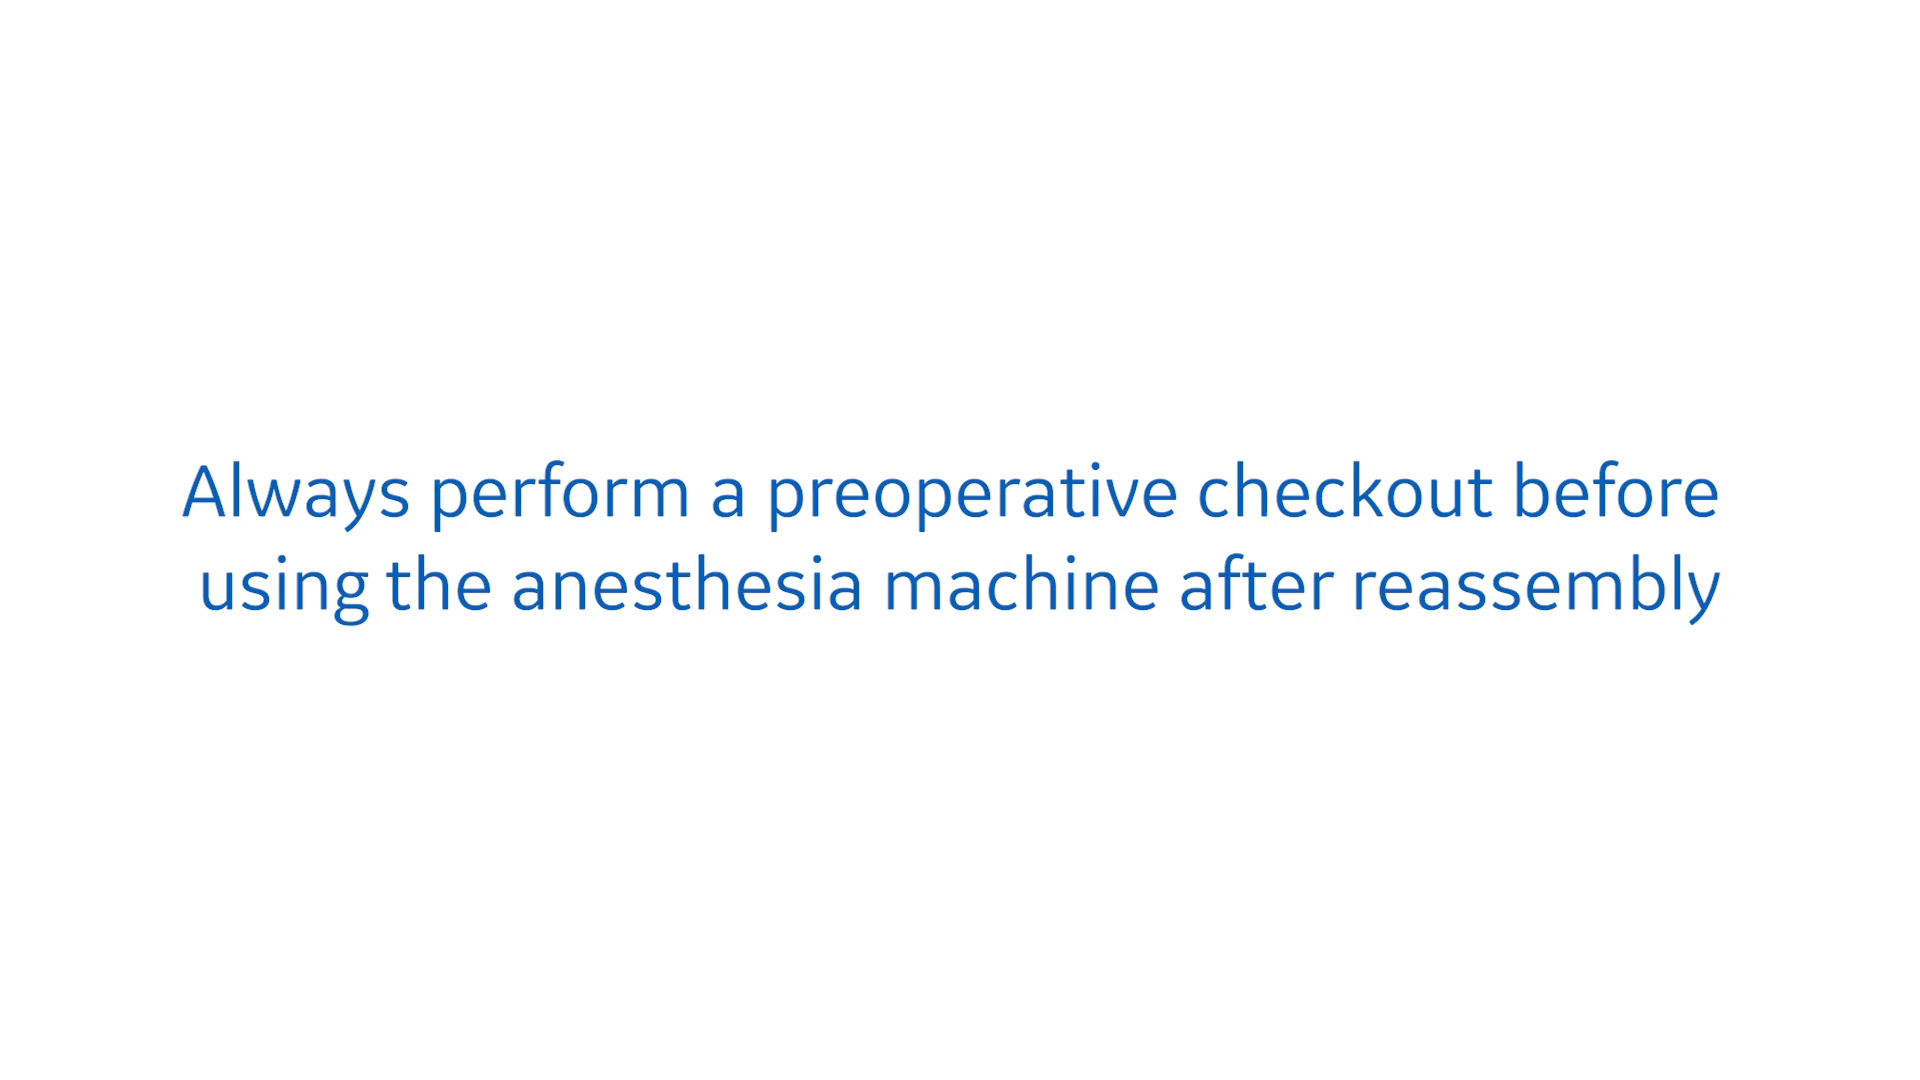 Always perform a preoperative checkout before
using the anesthesia machine after reassembly